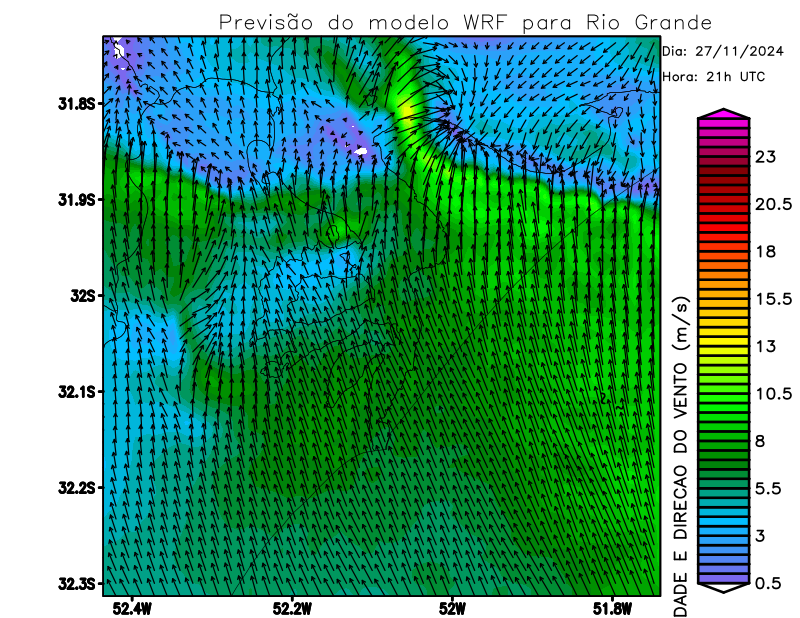 Previsão do modelo WRF para Rio Grande
Dia: 27/11/2024
Hora: 21h UTC
31.8S
31.9S
32S
32.1S
32.2S
32.3S
52.4W
52.2W
52W
51.8W
23
20.5
18
15.5
13
10.5
8
5.5
3
0.5
DADE E DIRECAO DO VENTO (m/s)